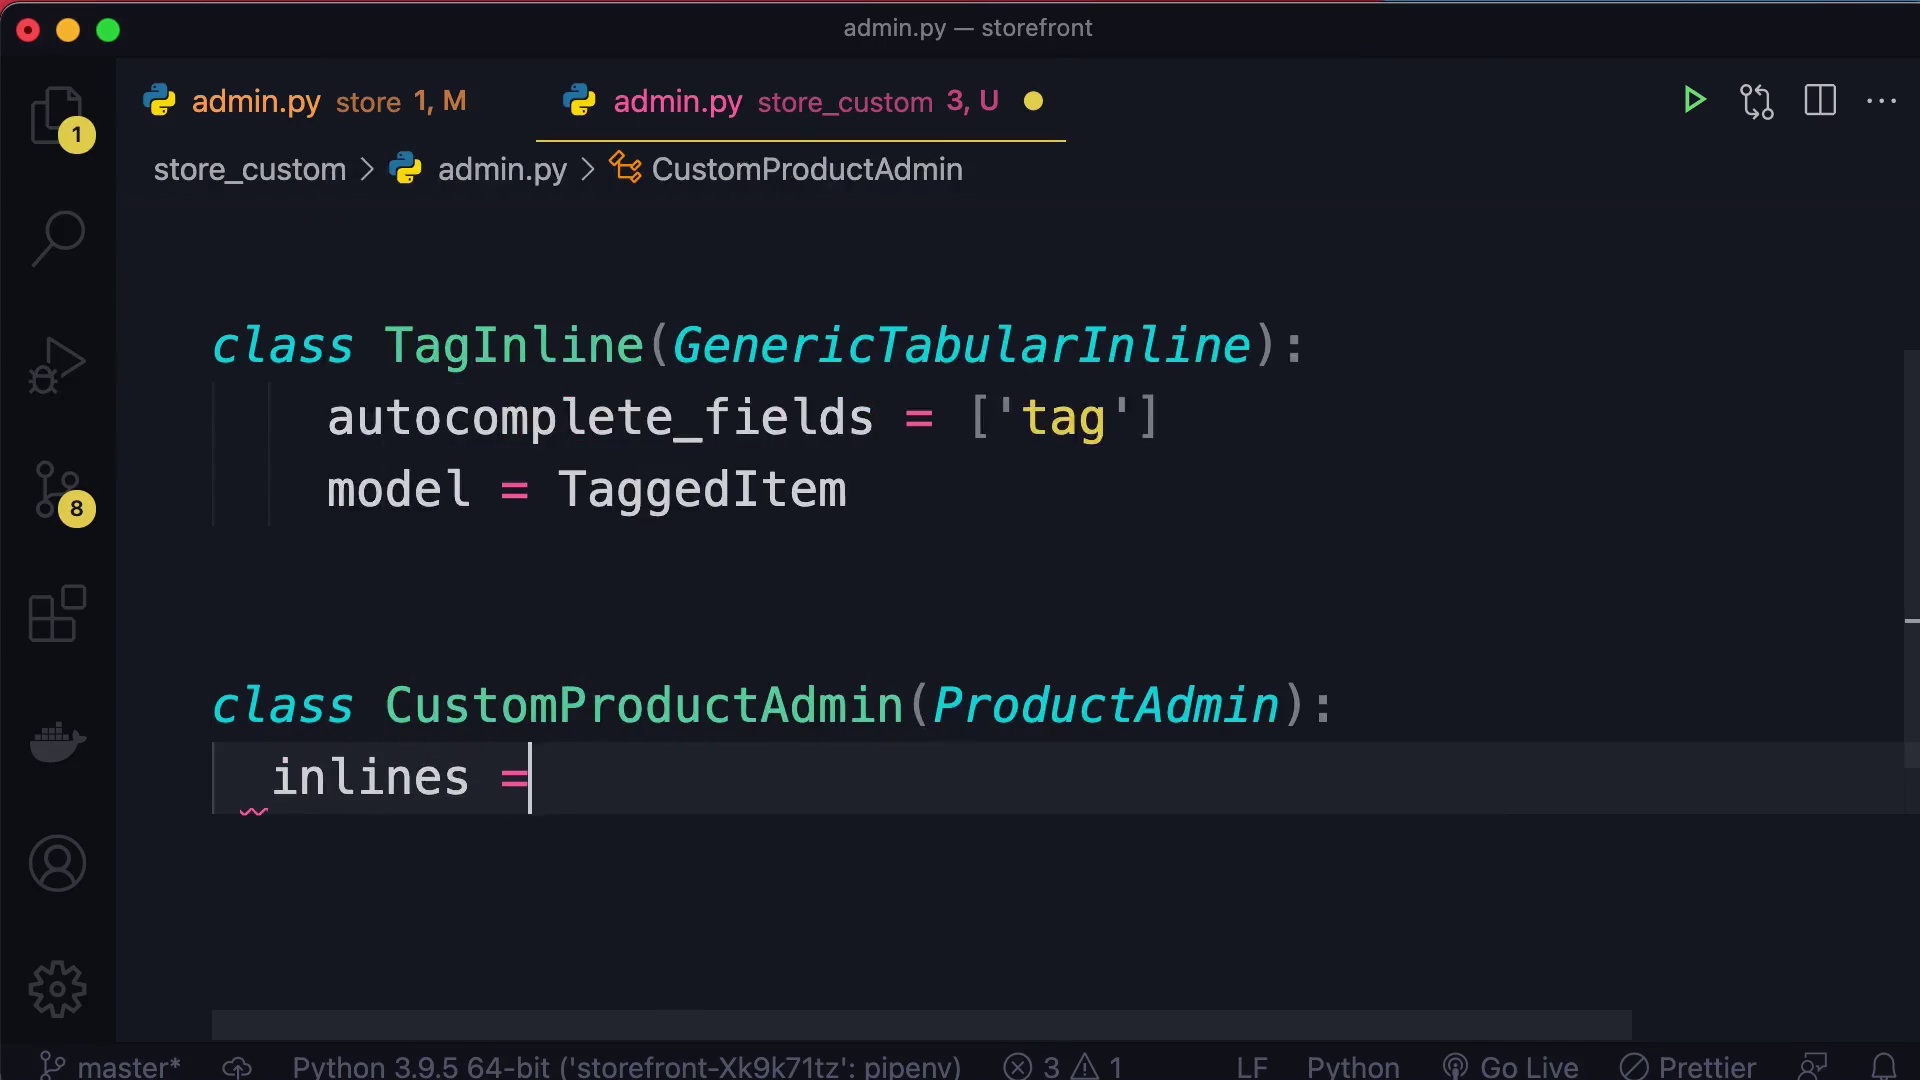 admin.py — storefront
admin.py store 1, M
admin.py store_custom 3, U
store_custom > admin.py > CustomProductAdmin
1
8
class TagInline(GenericTabularInline):
autocomplete_fields = ['tag']
model = TaggedItem
class CustomProductAdmin(ProductAdmin):
inlines =
master* Python 3.9.5 64-bit ('storefront-Xk9k71tz': pipenv) 3 1 LF Python Go Live Prettier